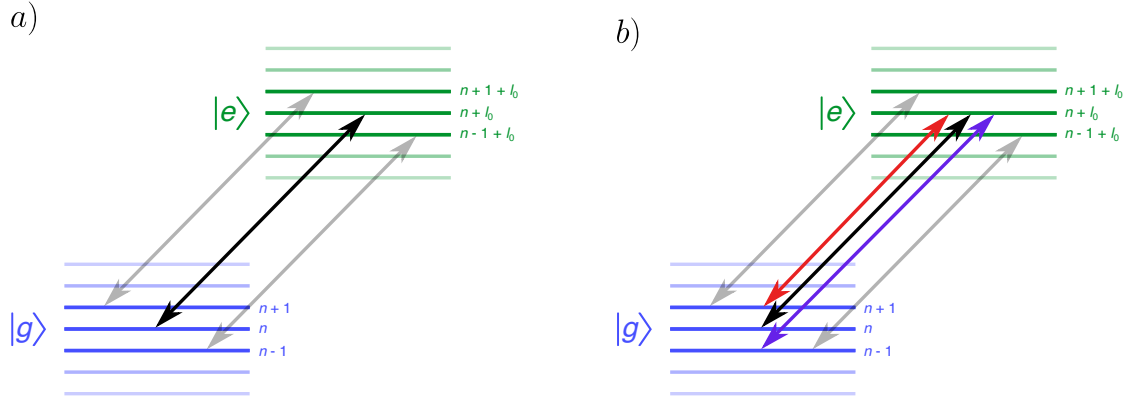 a)
|e⟩
n + 1 + l₀
n + l₀
n - 1 + l₀
|g⟩
n + 1
n
n - 1
b)
|e⟩
n + 1 + l₀
n + l₀
n - 1 + l₀
|g⟩
n + 1
n
n - 1